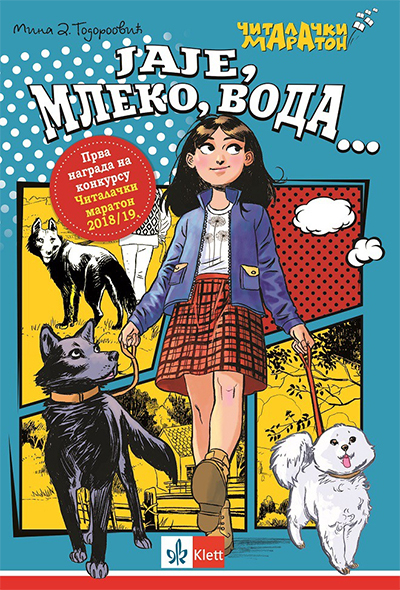 Мина Д. Тодоровић
ЧИТАЛАЧКИ
МАРАТОН
ЈАЈЕ,
МЛЕКО, ВОДА...
Прва
награда на
конкурсу
Читалачки
маратон
2018/19.
Klett